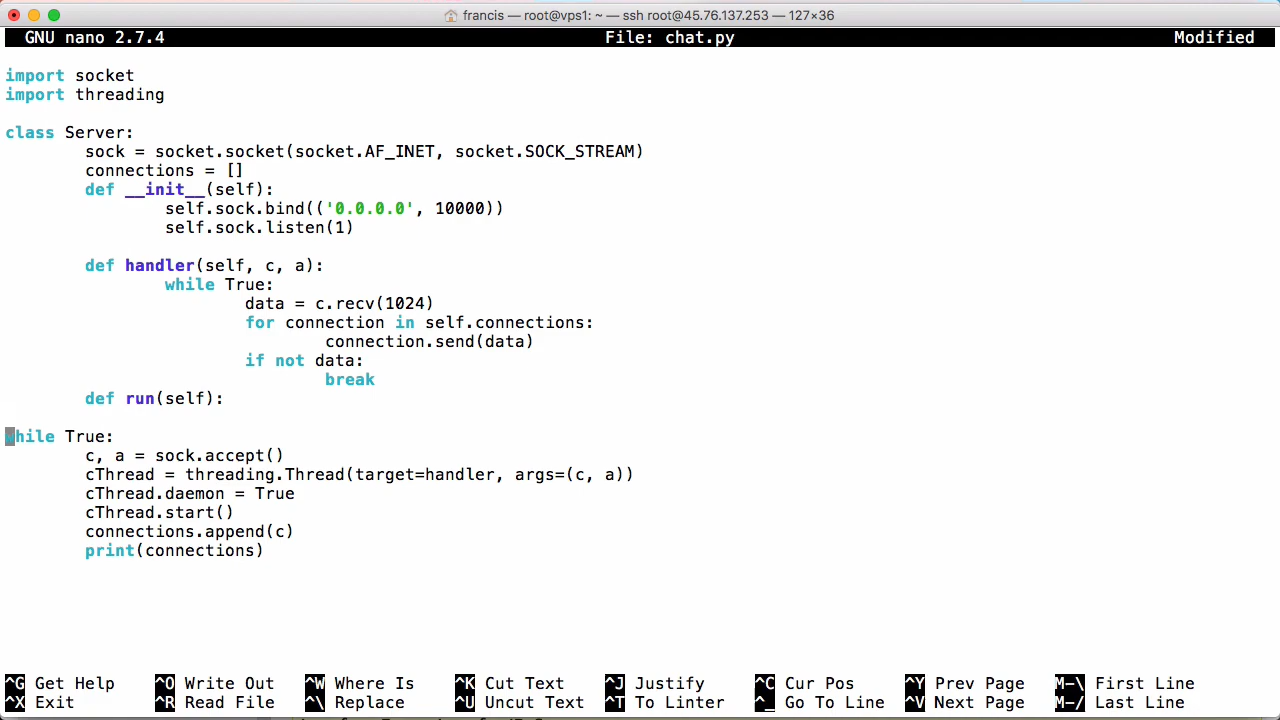 francis — root@vps1: ~ — ssh root@45.76.137.253 — 127×36
GNU nano 2.7.4 File: chat.py Modified
import socket
import threading
class Server:
sock = socket.socket(socket.AF_INET, socket.SOCK_STREAM)
connections = []
def __init__(self):
self.sock.bind(('0.0.0.0', 10000))
self.sock.listen(1)
def handler(self, c, a):
while True:
data = c.recv(1024)
for connection in self.connections:
connection.send(data)
if not data:
break
def run(self):
while True:
c, a = sock.accept()
cThread = threading.Thread(target=handler, args=(c, a))
cThread.daemon = True
cThread.start()
connections.append(c)
print(connections)
^G Get Help ^O Write Out ^W Where Is ^K Cut Text ^J Justify ^C Cur Pos ^Y Prev Page M-\ First Line
^X Exit ^R Read File ^\ Replace ^U Uncut Text ^T To Linter ^_ Go To Line ^V Next Page M-/ Last Line